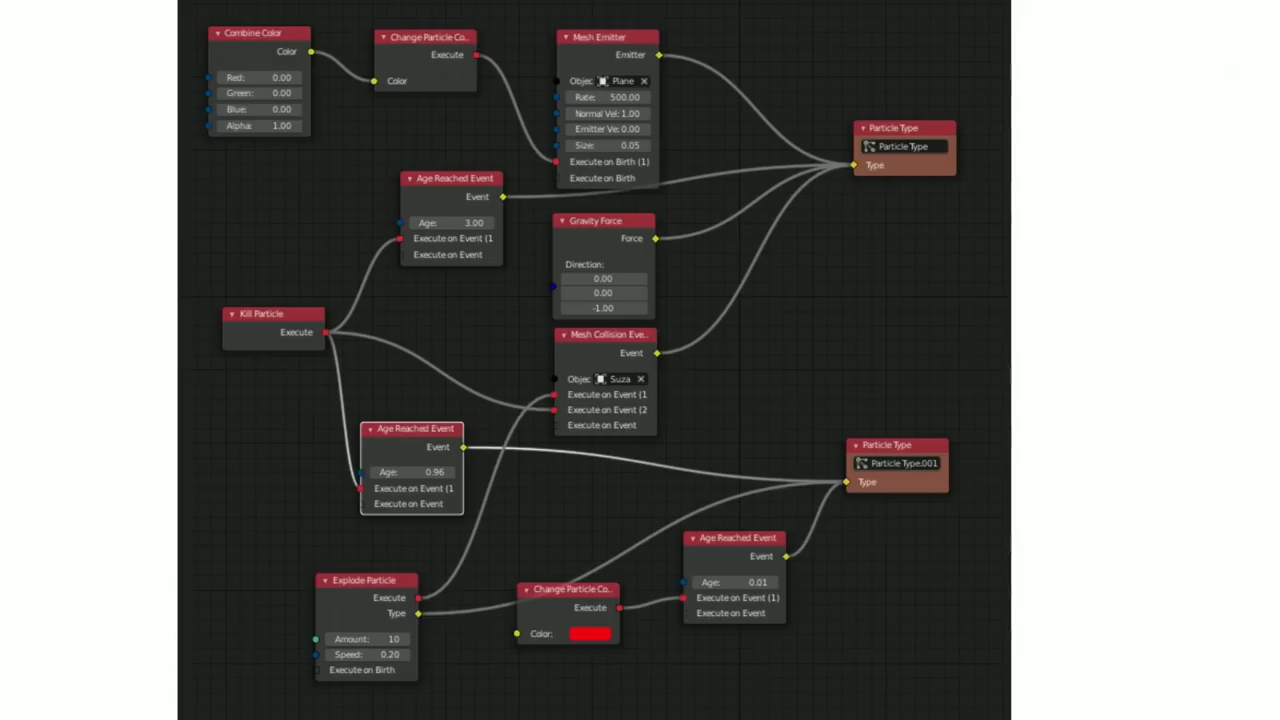 Combine Color
Color
Red: 0.00
Green: 0.00
Blue: 0.00
Alpha: 1.00
Change Particle Co..
Execute
Color
Mesh Emitter
Emitter
Objec Plane
Rate: 500.00
Normal Vel: 1.00
Emitter Ve: 0.00
Size: 0.05
Execute on Birth (1)
Execute on Birth
Particle Type
Particle Type
Type
Age Reached Event
Event
Age: 3.00
Execute on Event (1
Execute on Event
Gravity Force
Force
Direction:
0.00
0.00
-1.00
Kill Particle
Execute
Mesh Collision Eve..
Event
Objec Suza
Execute on Event (1
Execute on Event (2
Execute on Event
Age Reached Event
Event
Age: 0.96
Execute on Event (1
Execute on Event
Particle Type
Particle Type.001
Type
Explode Particle
Execute
Type
Amount: 10
Speed: 0.20
Execute on Birth
Change Particle Co..
Execute
Color:
Age Reached Event
Event
Age: 0.01
Execute on Event (1)
Execute on Event